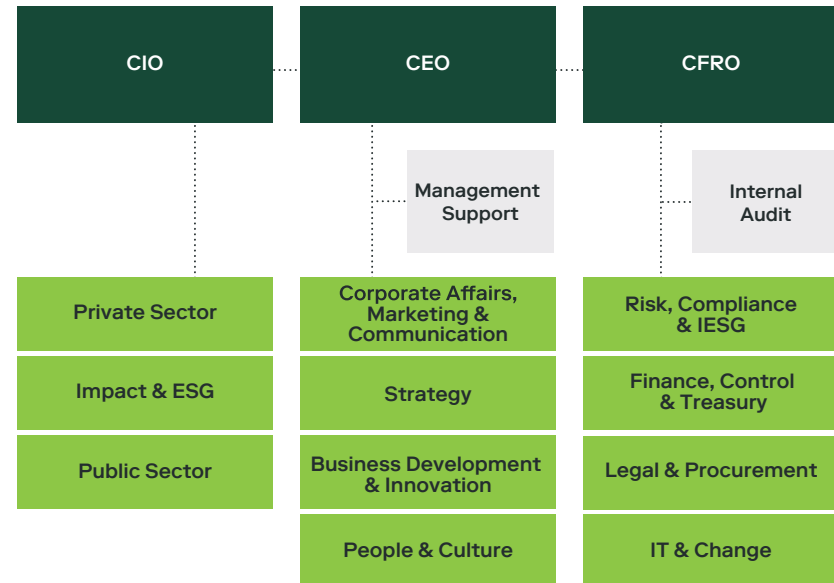 CIO
CEO
CFRO
Management
Support
Internal
Audit
Private Sector
Impact & ESG
Public Sector
Corporate Affairs,
Marketing &
Communication
Strategy
Business Development
& Innovation
People & Culture
Risk, Compliance
& IESG
Finance, Control
& Treasury
Legal & Procurement
IT & Change